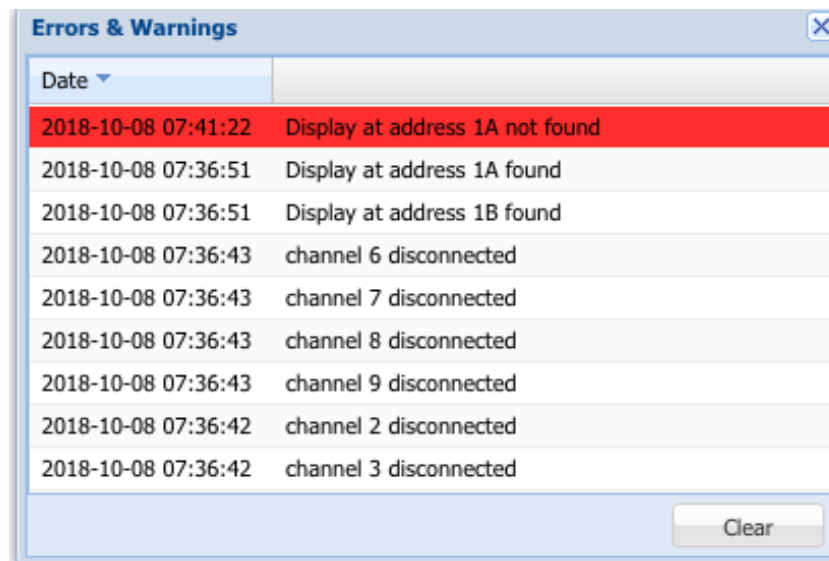 Errors & Warnings
Date
2018-10-08 07:41:22 Display at address 1A not found
2018-10-08 07:36:51 Display at address 1A found
2018-10-08 07:36:51 Display at address 1B found
2018-10-08 07:36:43 channel 6 disconnected
2018-10-08 07:36:43 channel 7 disconnected
2018-10-08 07:36:43 channel 8 disconnected
2018-10-08 07:36:43 channel 9 disconnected
2018-10-08 07:36:42 channel 2 disconnected
2018-10-08 07:36:42 channel 3 disconnected
Clear